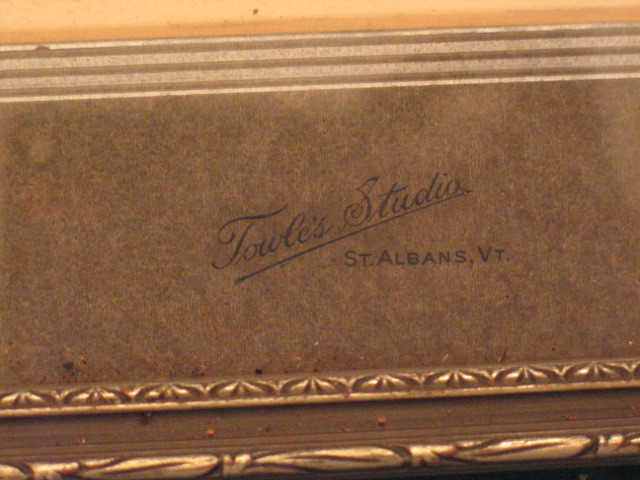 Towle's Studio
St. Albans, Vt.